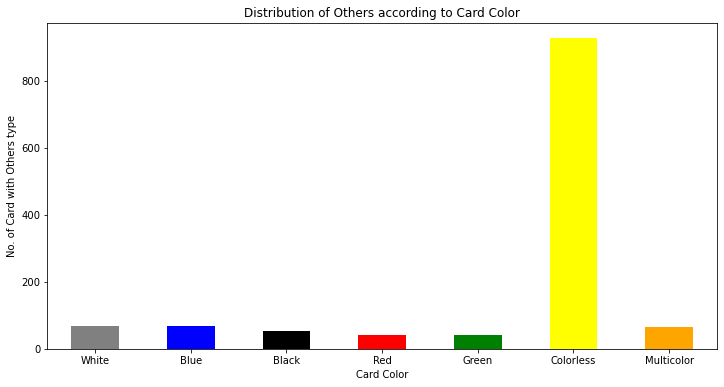 Distribution of Others according to Card Color
No. of Card with Others type
800
600
400
200
0
White Blue Black Red Green Colorless Multicolor
Card Color